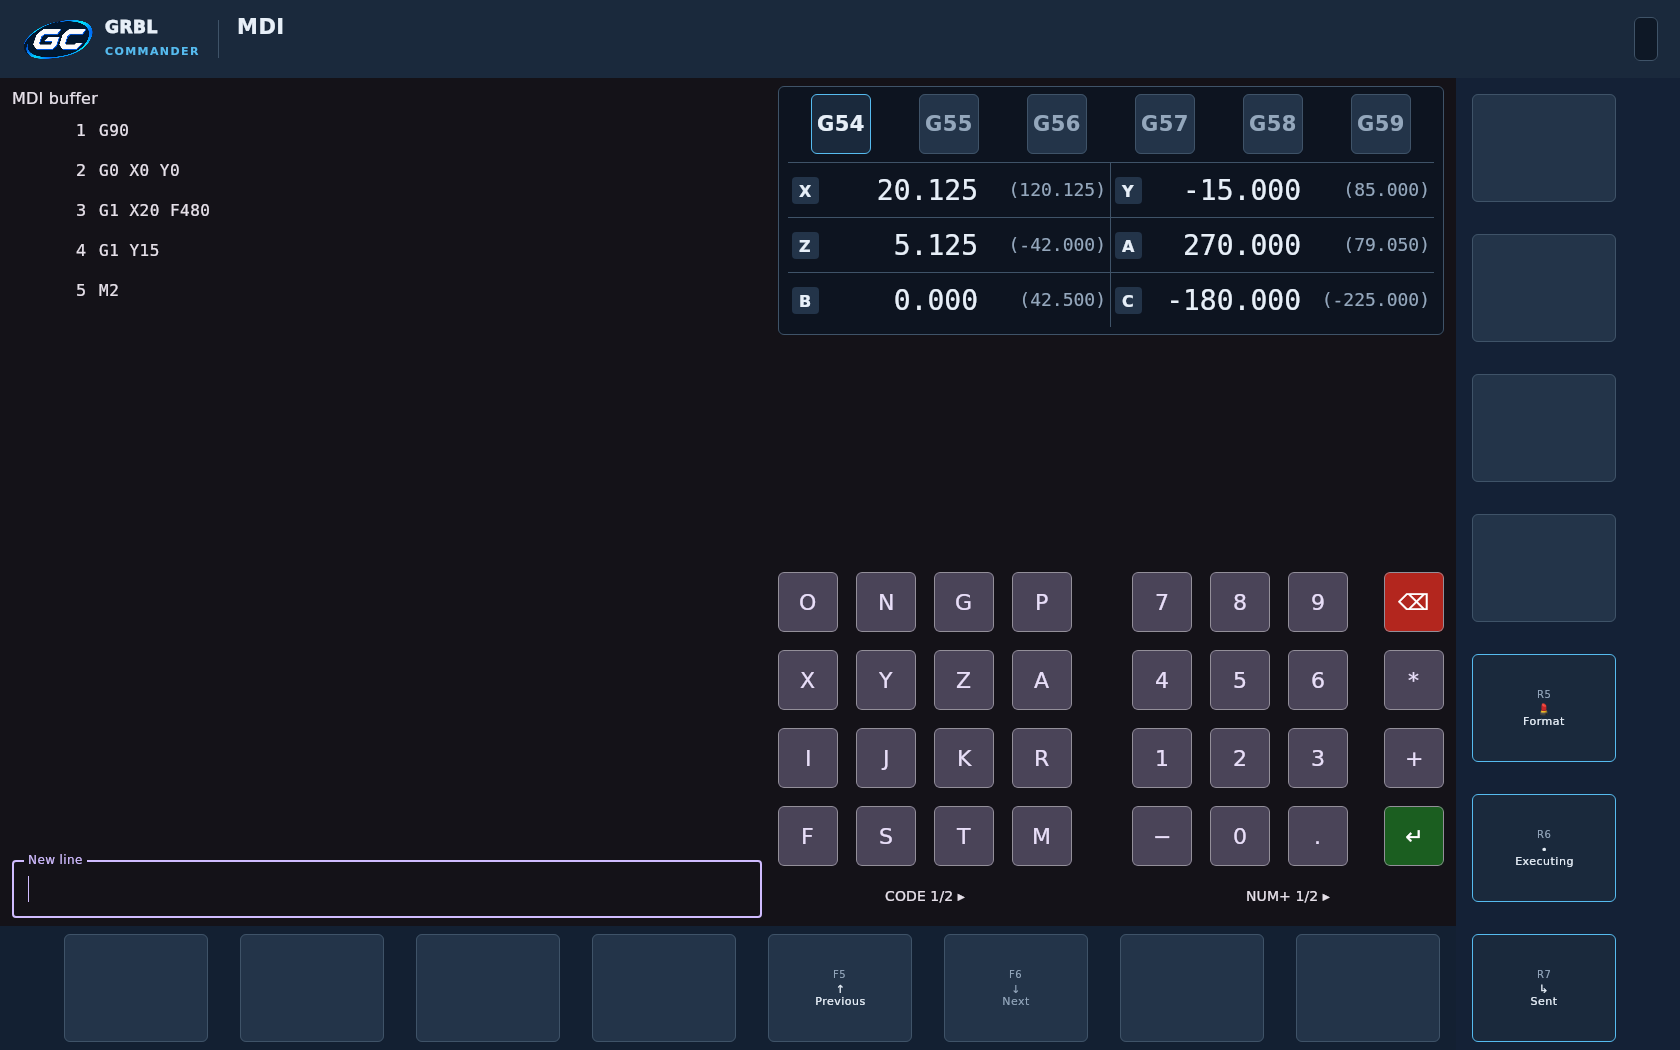 GC GRBL
COMMANDER
MDI
MDI buffer
1 G90
2 G0 X0 Y0
3 G1 X20 F480
4 G1 Y15
5 M2
New line
G54 G55 G56 G57 G58 G59
X 20.125 (120.125) Y -15.000 (85.000)
Z 5.125 (-42.000) A 270.000 (79.050)
B 0.000 (42.500) C -180.000 (-225.000)
O N G P 7 8 9 ⌫
X Y Z A 4 5 6 *
I J K R 1 2 3 +
F S T M − 0 . ↵
CODE 1/2 ▸ NUM+ 1/2 ▸
R5
Format
R6
•
Executing
R7
↳
Sent
F5
↑
Previous
F6
↓
Next